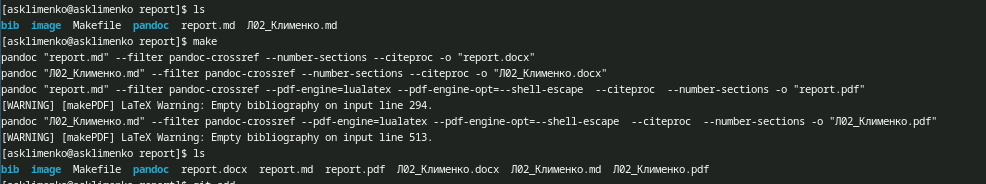 [asklimenko@asklimenko report]$ ls
bib  image  Makefile  pandoc  report.md  Л02_Клименко.md
[asklimenko@asklimenko report]$ make
pandoc "report.md" --filter pandoc-crossref --number-sections --citeproc -o "report.docx"
pandoc "Л02_Клименко.md" --filter pandoc-crossref --number-sections --citeproc -o "Л02_Клименко.docx"
pandoc "report.md" --filter pandoc-crossref --pdf-engine=lualatex --pdf-engine-opt=--shell-escape  --citeproc  --number-sections -o "report.pdf"
[WARNING] [makePDF] LaTeX Warning: Empty bibliography on input line 294.
pandoc "Л02_Клименко.md" --filter pandoc-crossref --pdf-engine=lualatex --pdf-engine-opt=--shell-escape  --citeproc  --number-sections -o "Л02_Клименко.pdf"
[WARNING] [makePDF] LaTeX Warning: Empty bibliography on input line 513.
[asklimenko@asklimenko report]$ ls
bib  image  Makefile  pandoc  report.docx  report.md  report.pdf  Л02_Клименко.docx  Л02_Клименко.md  Л02_Клименко.pdf
[asklimenko@asklimenko report]$ git add